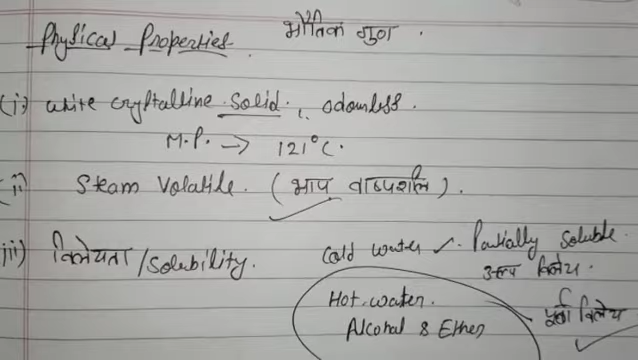 Physical Properties. भौतिक गुण.
(i) white crystalline solid, odourless.
M.P. → 121°C.
(ii) Steam Volatile. (भाप वाष्पशील).
(iii) विलेयता/Solubility. Cold water ✓. Partially Soluble.
अल्प विलेय.
Hot water. पूर्ण विलेय
Alcohal & Ether